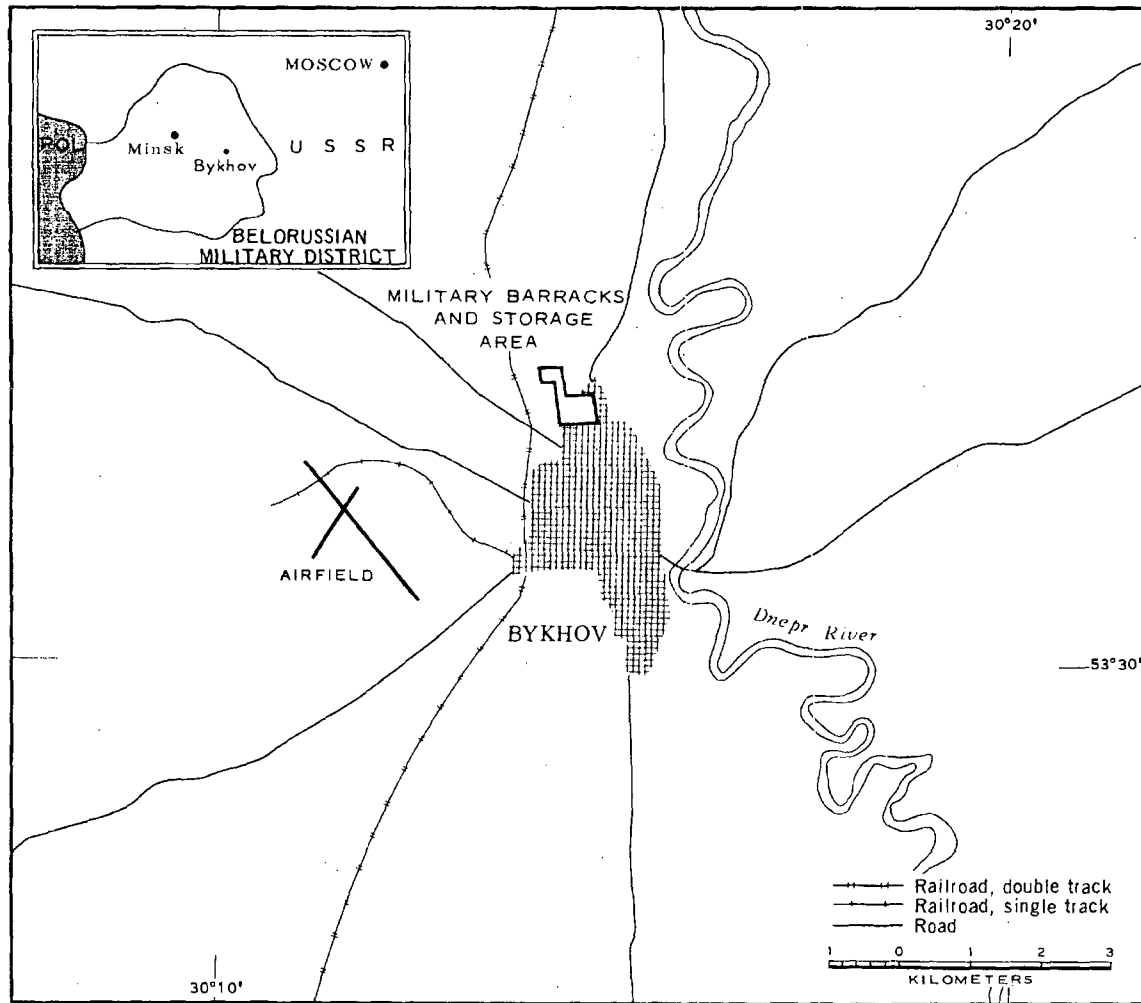 30°20'
MOSCOW
POL
Minsk
Bykhov
U S S R
BELORUSSIAN
MILITARY DISTRICT
MILITARY BARRACKS
AND STORAGE
AREA
AIRFIELD
BYKHOV
Dnepr River
53°30'
Railroad, double track
Railroad, single track
Road
1 0 1 2 3
KILOMETERS
30°10'